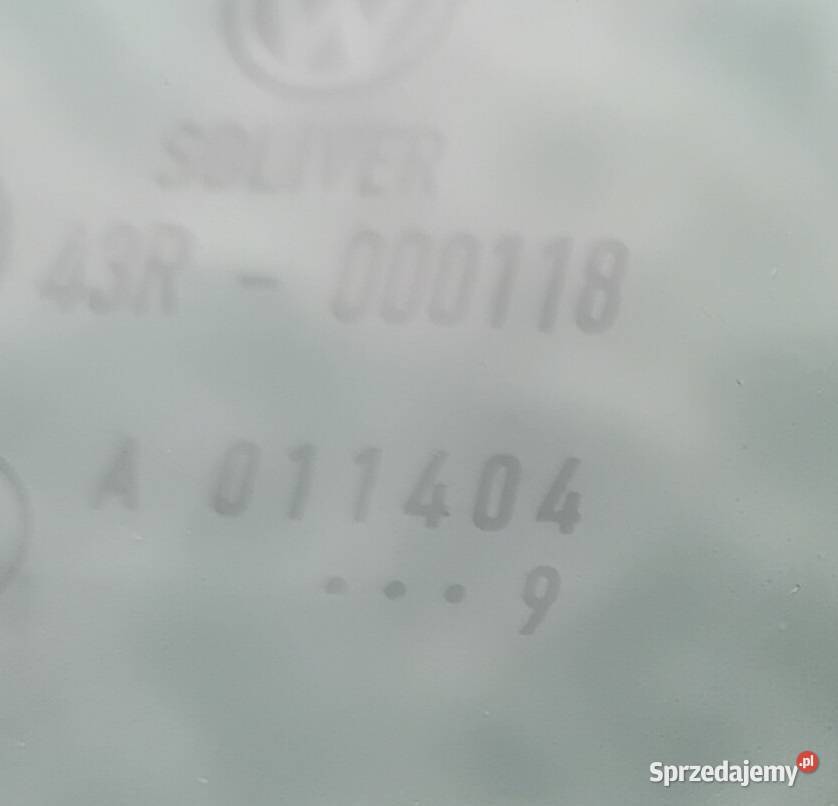 SOLIVER
43R - 000118
A 011404
• • • 9
Sprzedajemy.pl